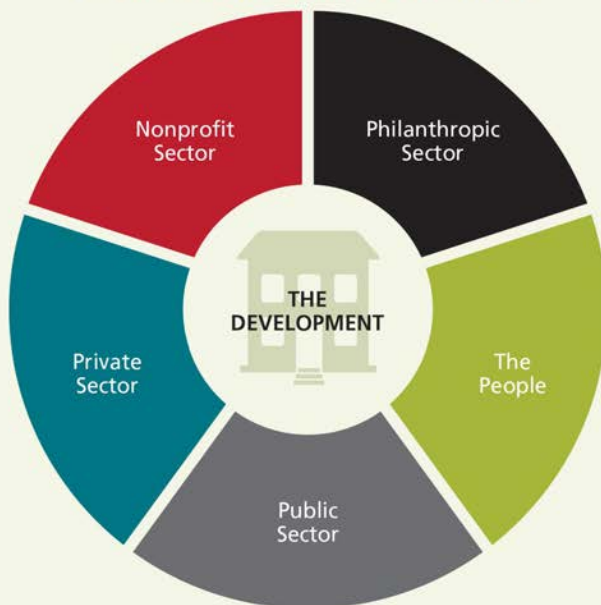 Nonprofit
Sector
Philanthropic
Sector
THE
DEVELOPMENT
Private
Sector
The
People
Public
Sector